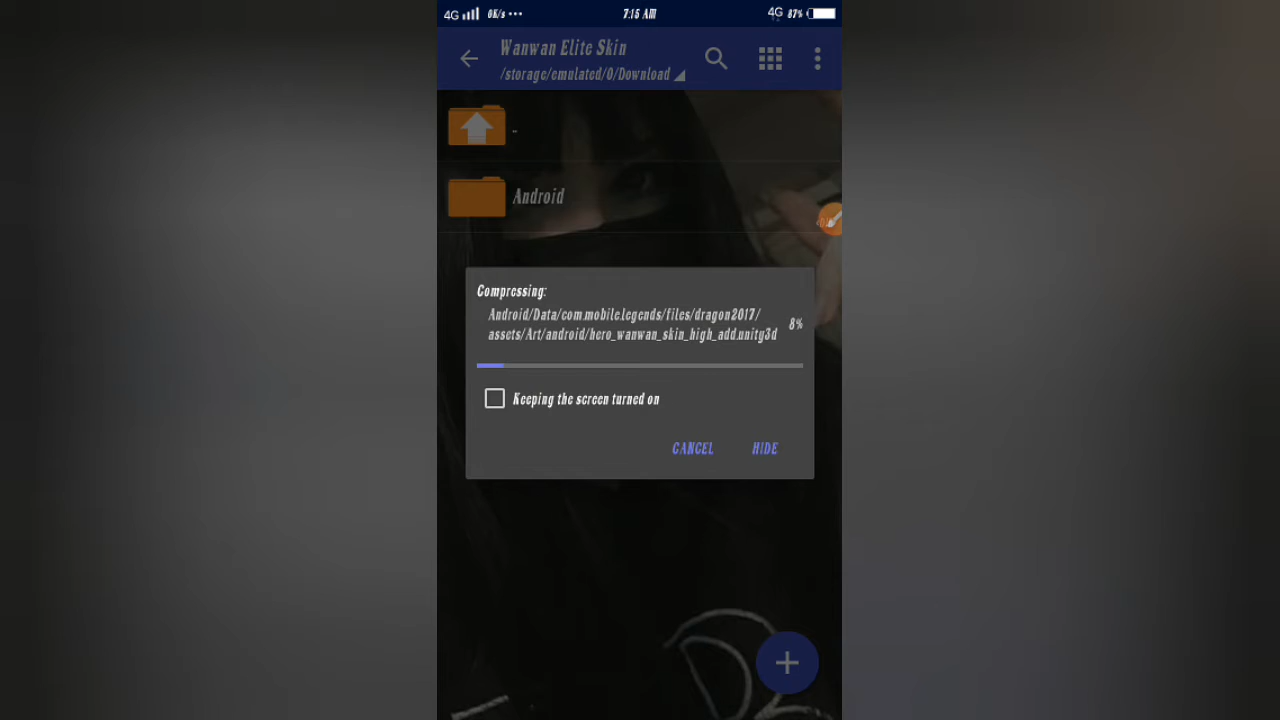 4G 0K/s ••• 7:15 AM 4G 87%
Wanwan Elite Skin
/storage/emulated/0/Download
..
Android
Compressing:
Android/Data/com.mobile.legends/files/dragon2017/
assets/Art/android/hero_wanwan_skin_high_add.unity3d
8%
Keeping the screen turned on
CANCEL HIDE